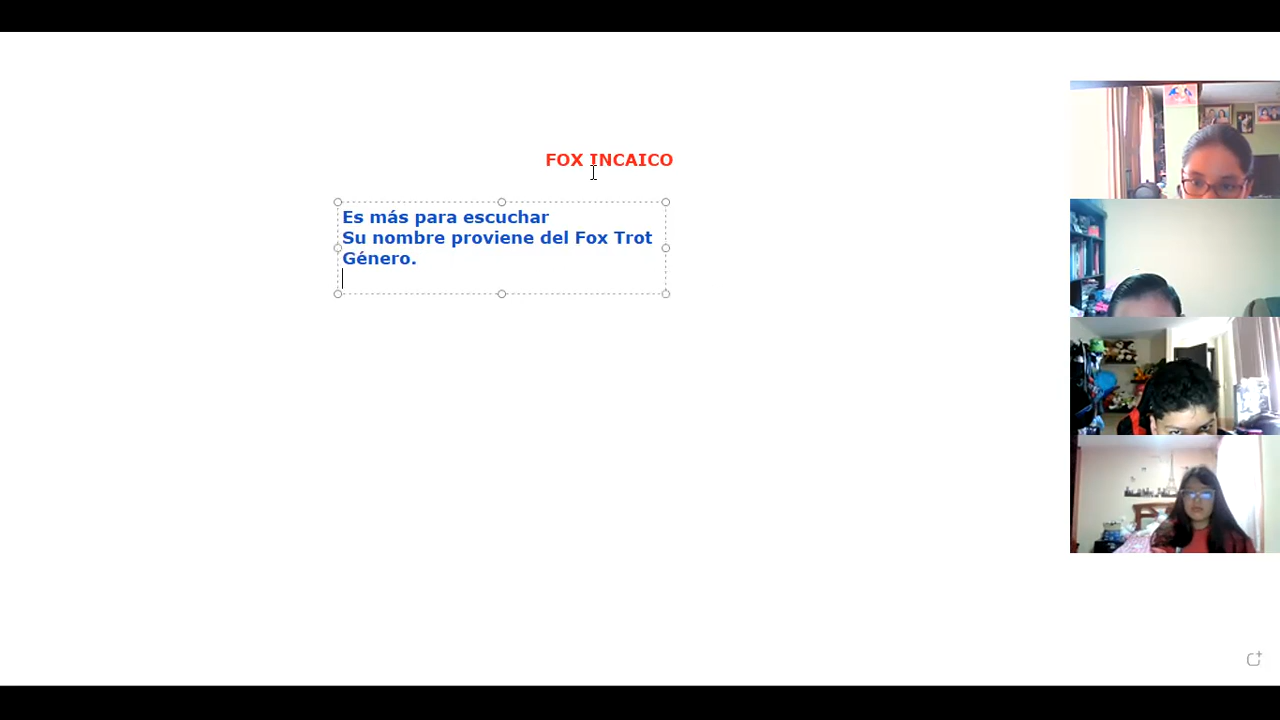 FOX INCAICO
Es más para escuchar
Su nombre proviene del Fox Trot
Género.